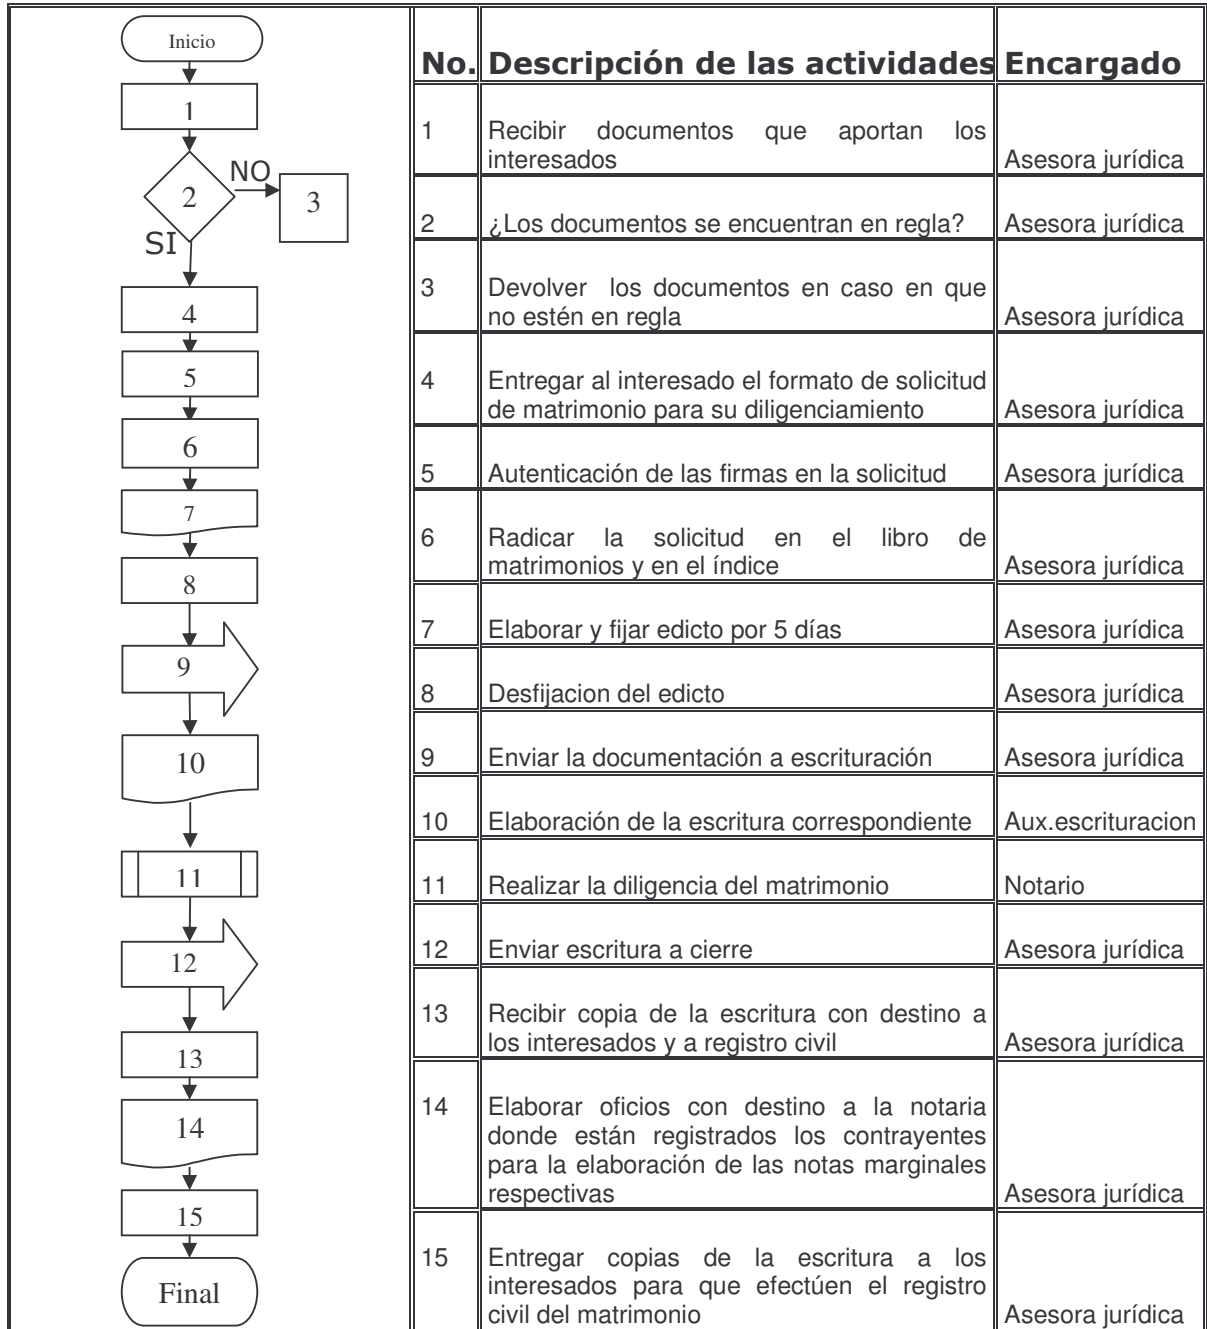 Inicio
1
2
NO
3
SI
4
5
6
7
8
9
10
11
12
13
14
15
Final
No. Descripción de las actividades Encargado
1 Recibir documentos que aportan los
interesados Asesora jurídica
2 ¿Los documentos se encuentran en regla? Asesora jurídica
3 Devolver los documentos en caso en que
no estén en regla Asesora jurídica
4 Entregar al interesado el formato de solicitud
de matrimonio para su diligenciamiento Asesora jurídica
5 Autenticación de las firmas en la solicitud Asesora jurídica
6 Radicar la solicitud en el libro de
matrimonios y en el índice Asesora jurídica
7 Elaborar y fijar edicto por 5 días Asesora jurídica
8 Desfijacion del edicto Asesora jurídica
9 Enviar la documentación a escrituración Asesora jurídica
10 Elaboración de la escritura correspondiente Aux.escrituracion
11 Realizar la diligencia del matrimonio Notario
12 Enviar escritura a cierre Asesora jurídica
13 Recibir copia de la escritura con destino a
los interesados y a registro civil Asesora jurídica
14 Elaborar oficios con destino a la notaria
donde están registrados los contrayentes
para la elaboración de las notas marginales
respectivas Asesora jurídica
15 Entregar copias de la escritura a los
interesados para que efectúen el registro
civil del matrimonio Asesora jurídica